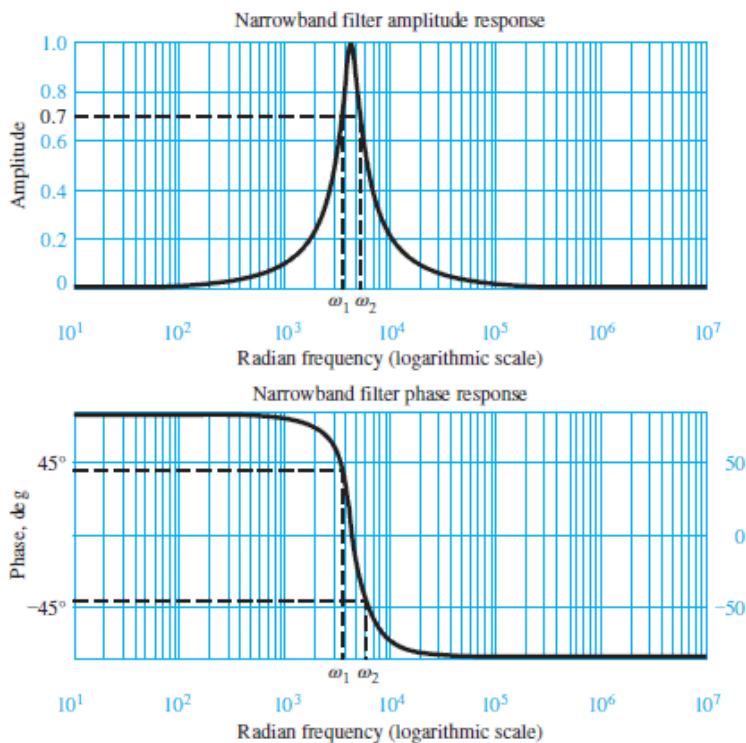 Narrowband filter amplitude response
1.0
0.8
0.7
0.6
0.4
0.2
0
Amplitude
ω₁ ω₂
10¹ 10² 10³ 10⁴ 10⁵ 10⁶ 10⁷
Radian frequency (logarithmic scale)
Narrowband filter phase response
45° 50
0
−45° −50
Phase, deg
ω₁ ω₂
10¹ 10² 10³ 10⁴ 10⁵ 10⁶ 10⁷
Radian frequency (logarithmic scale)